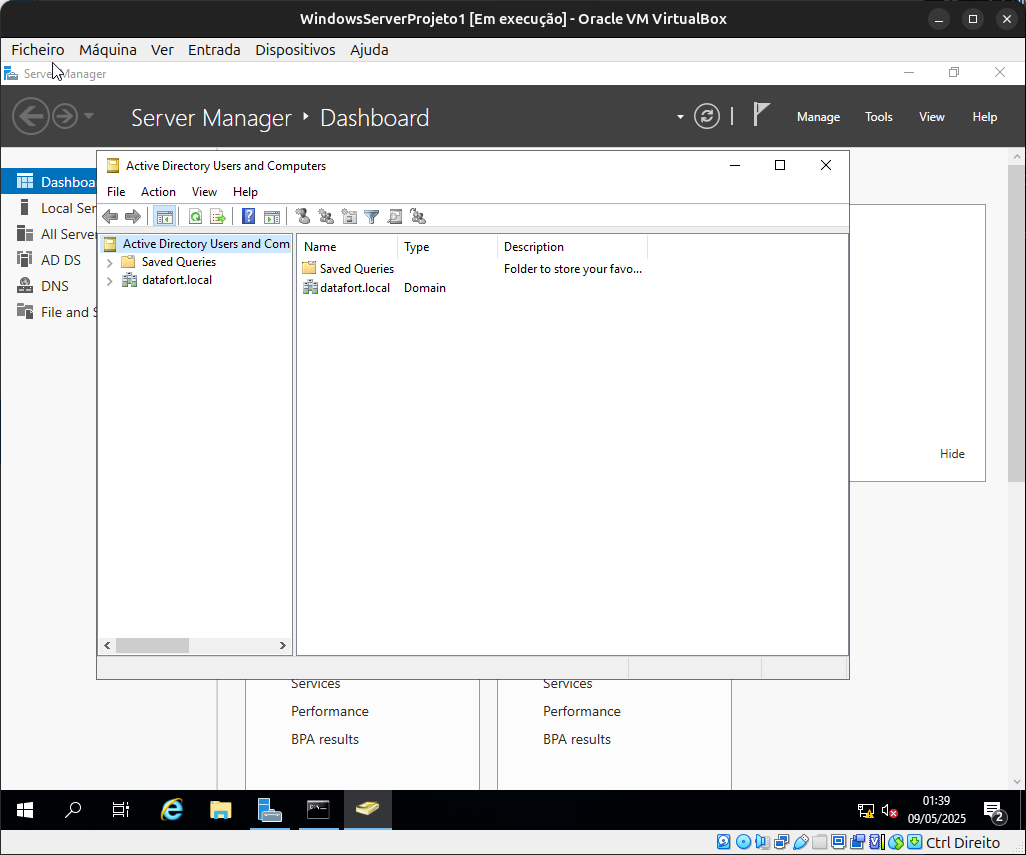 WindowsServerProjeto1 [Em execução] - Oracle VM VirtualBox
Ficheiro Máquina Ver Entrada Dispositivos Ajuda
Server Manager
Server Manager Dashboard
Manage Tools View Help
Active Directory Users and Computers
File Action View Help
Dashboa
Local Ser
All Server
AD DS
DNS
File and S
Active Directory Users and Com
Saved Queries
datafort.local
Name Type Description
Saved Queries Folder to store your favo...
datafort.local Domain
Hide
Services Services
Performance Performance
BPA results BPA results
01:39
09/05/2025
2
Ctrl Direito